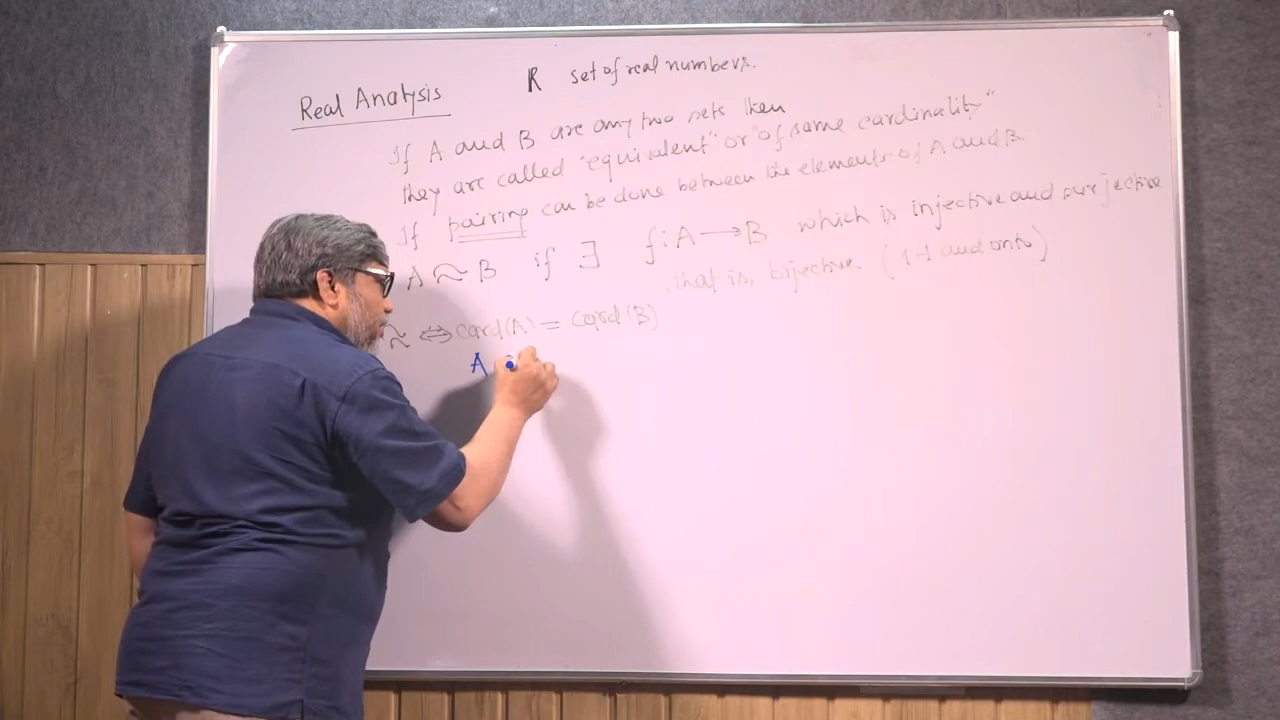 Real Analysis
R set of real numbers.
If A and B are any two sets then
they are called "equivalent" or "of same cardinality"
If pairing can be done between the elements of A and B.
A ≈ B if ∃ f : A → B which is injective and surjective
that is, bijective (1-1 and onto)
≈ ⇔ card(A) = card(B)
A